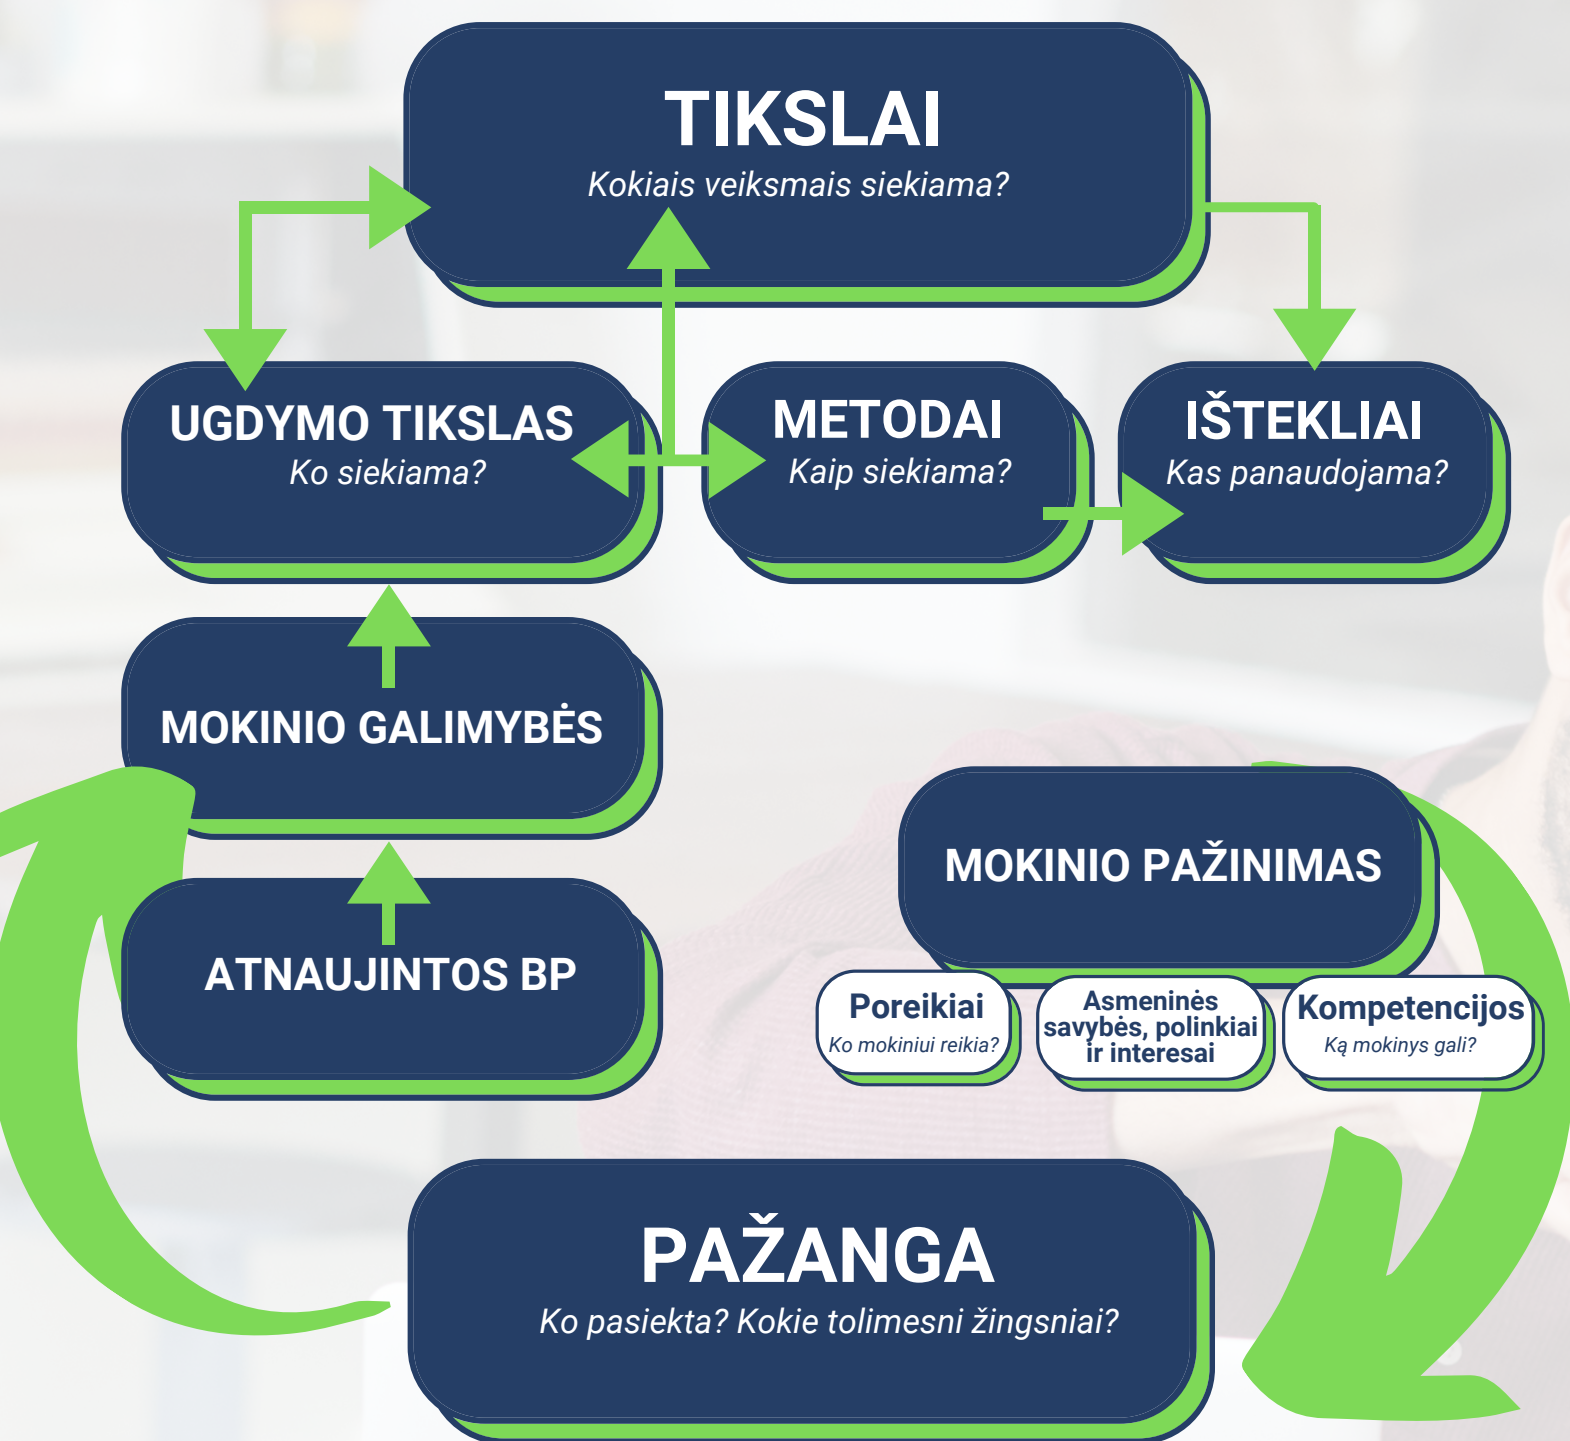 TIKSLAI
Kokiais veiksmais siekiama?
UGDYMO TIKSLAS
Ko siekiama?
METODAI
Kaip siekiama?
IŠTEKLIAI
Kas panaudojama?
MOKINIO GALIMYBĖS
ATNAUJINTOS BP
MOKINIO PAŽINIMAS
Poreikiai
Ko mokiniui reikia?
Asmeninės
savybės, polinkiai
ir interesai
Kompetencijos
Ką mokinys gali?
PAŽANGA
Ko pasiekta? Kokie tolimesni žingsniai?